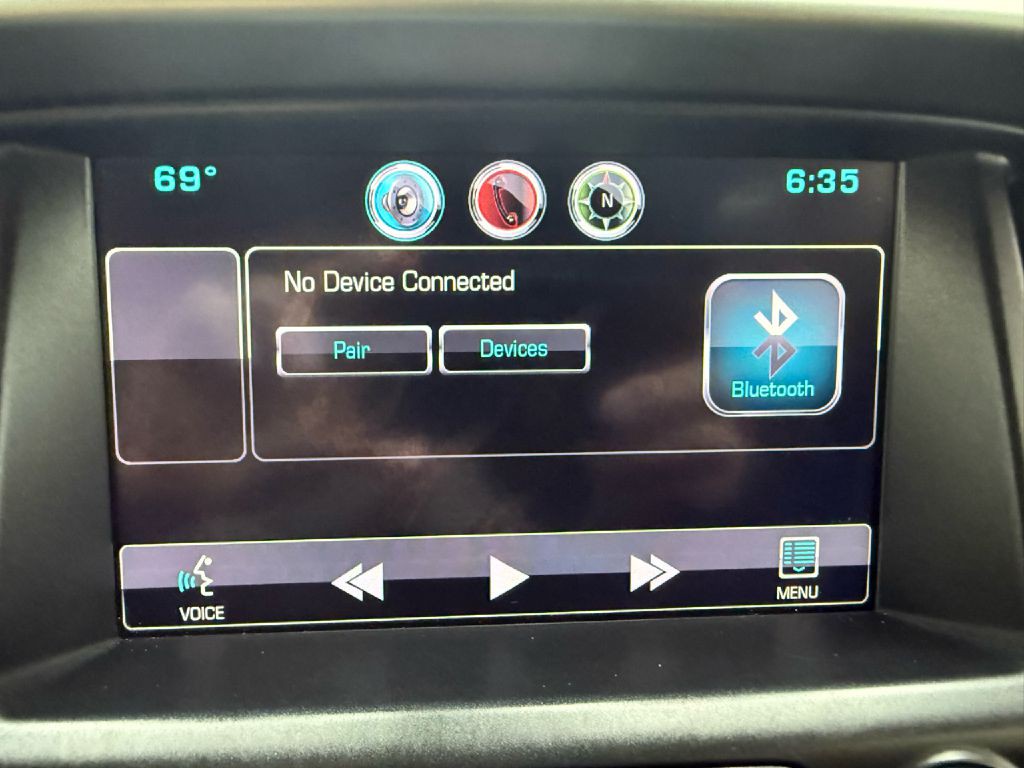 69°
N
6:35
No Device Connected
Pair
Devices
Bluetooth
VOICE
MENU